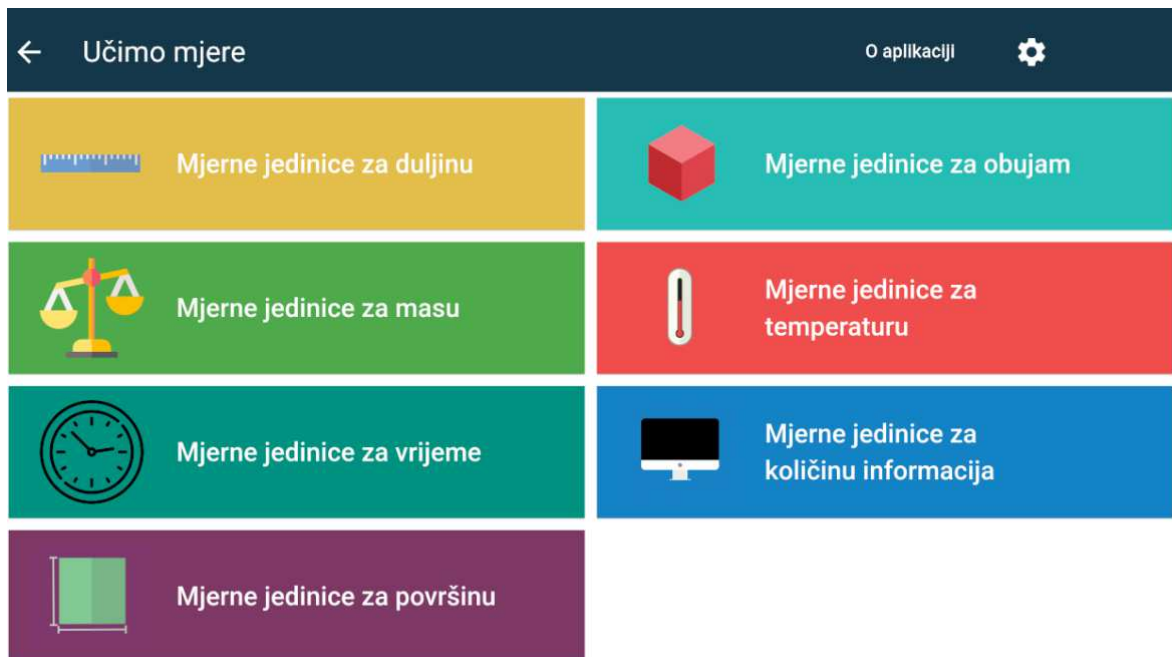 Učimo mjere
O aplikaciji
Mjerne jedinice za duljinu
Mjerne jedinice za obujam
Mjerne jedinice za masu
Mjerne jedinice za
temperaturu
Mjerne jedinice za vrijeme
Mjerne jedinice za
količinu informacija
Mjerne jedinice za površinu